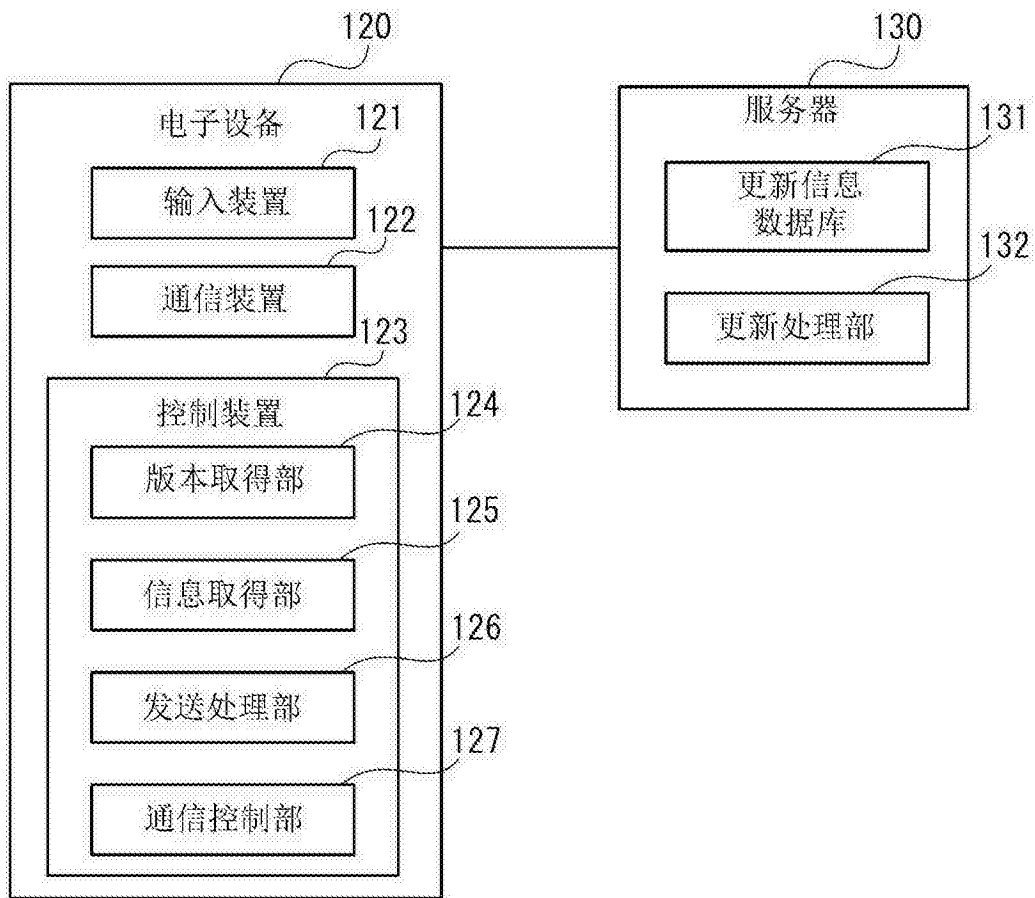 120
电子设备
121
输入装置
122
通信装置
123
控制装置
124
版本取得部
125
信息取得部
126
发送处理部
127
通信控制部
130
服务器
131
更新信息
数据库
132
更新处理部